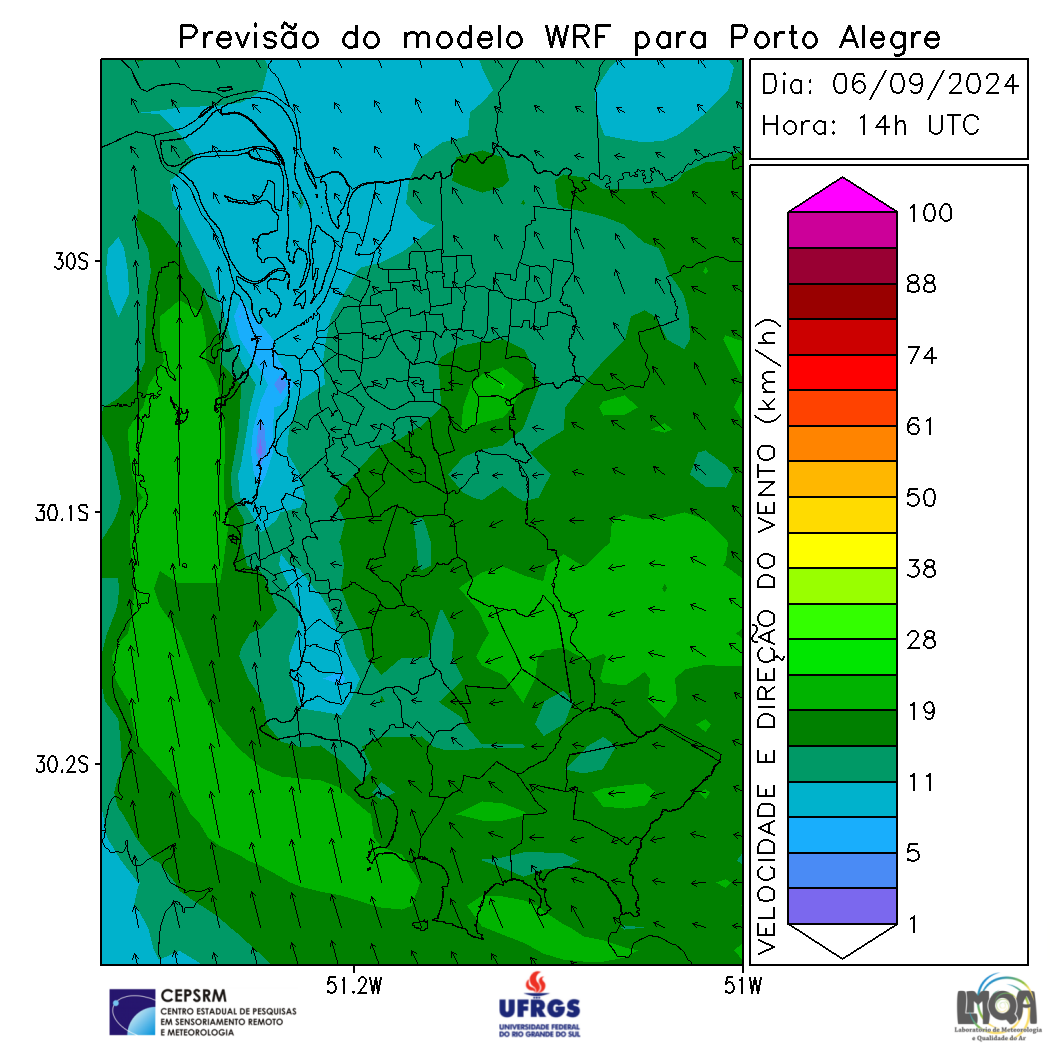 Previsão do modelo WRF para Porto Alegre
Dia: 06/09/2024
Hora: 14h UTC
30S
30.1S
30.2S
51.2W
51W
VELOCIDADE E DIREÇÃO DO VENTO (km/h)
100
88
74
61
50
38
28
19
11
5
1
CEPSRM
CENTRO ESTADUAL DE PESQUISAS
EM SENSORIAMENTO REMOTO
E METEOROLOGIA
UFRGS
UNIVERSIDADE FEDERAL
DO RIO GRANDE DO SUL
LMQA
Laboratório de Meteorologia
e Qualidade do Ar